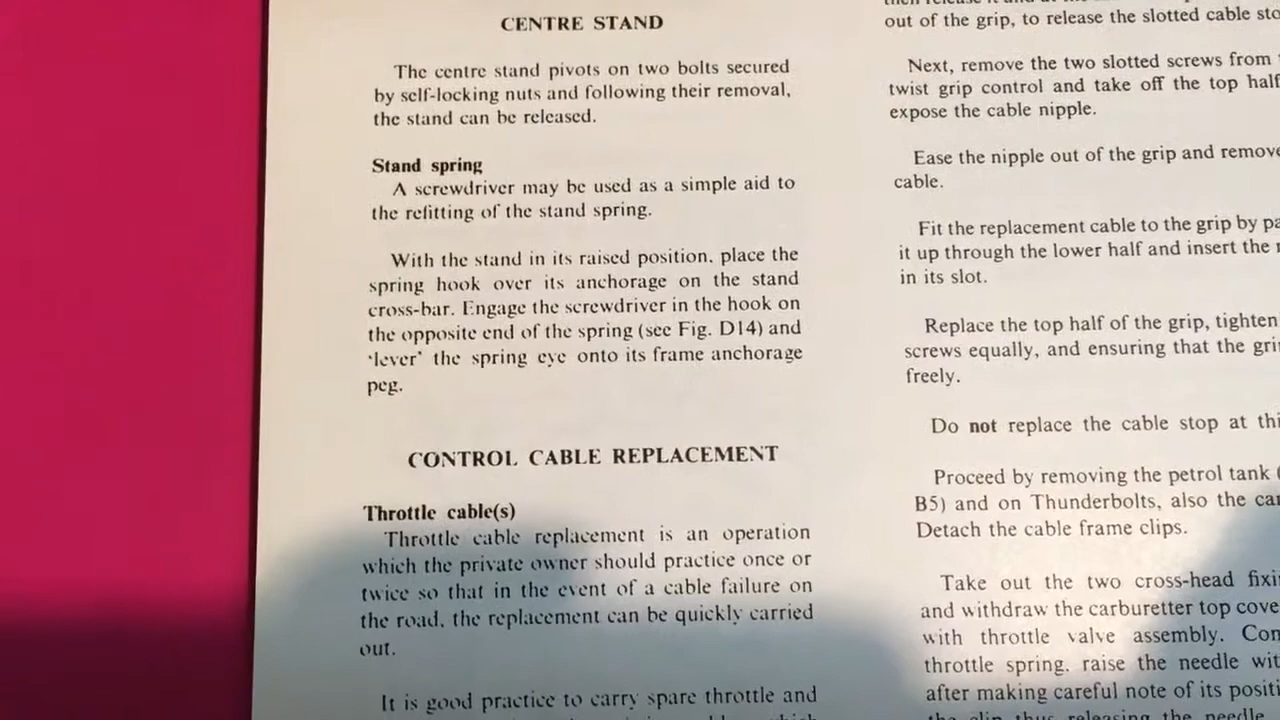 CENTRE STAND
The centre stand pivots on two bolts secured
by self-locking nuts and following their removal,
the stand can be released.
Stand spring
A screwdriver may be used as a simple aid to
the refitting of the stand spring.
With the stand in its raised position, place the
spring hook over its anchorage on the stand
cross-bar. Engage the screwdriver in the hook on
the opposite end of the spring (see Fig. D14) and
‘lever’ the spring eye onto its frame anchorage
peg.
CONTROL CABLE REPLACEMENT
Throttle cable(s)
Throttle cable replacement is an operation
which the private owner should practice once or
twice so that in the event of a cable failure on
the road, the replacement can be quickly carried
out.
It is good practice to carry spare throttle and
out of the grip, to release the slotted cable
Next, remove the two slotted screws from
twist grip control and take off the top half
expose the cable nipple.
Ease the nipple out of the grip and remove
cable.
Fit the replacement cable to the grip by
it up through the lower half and insert the
in its slot.
Replace the top half of the grip, tighten
screws equally, and ensuring that the
freely.
Do not replace the cable stop at
Proceed by removing the petrol tank
B5) and on Thunderbolts, also the
Detach the cable frame clips.
Take out the two cross-head
and withdraw the carburetter top
with throttle valve assembly.
throttle spring, raise the needle
after making careful note of its
the clip thus releasing the needle